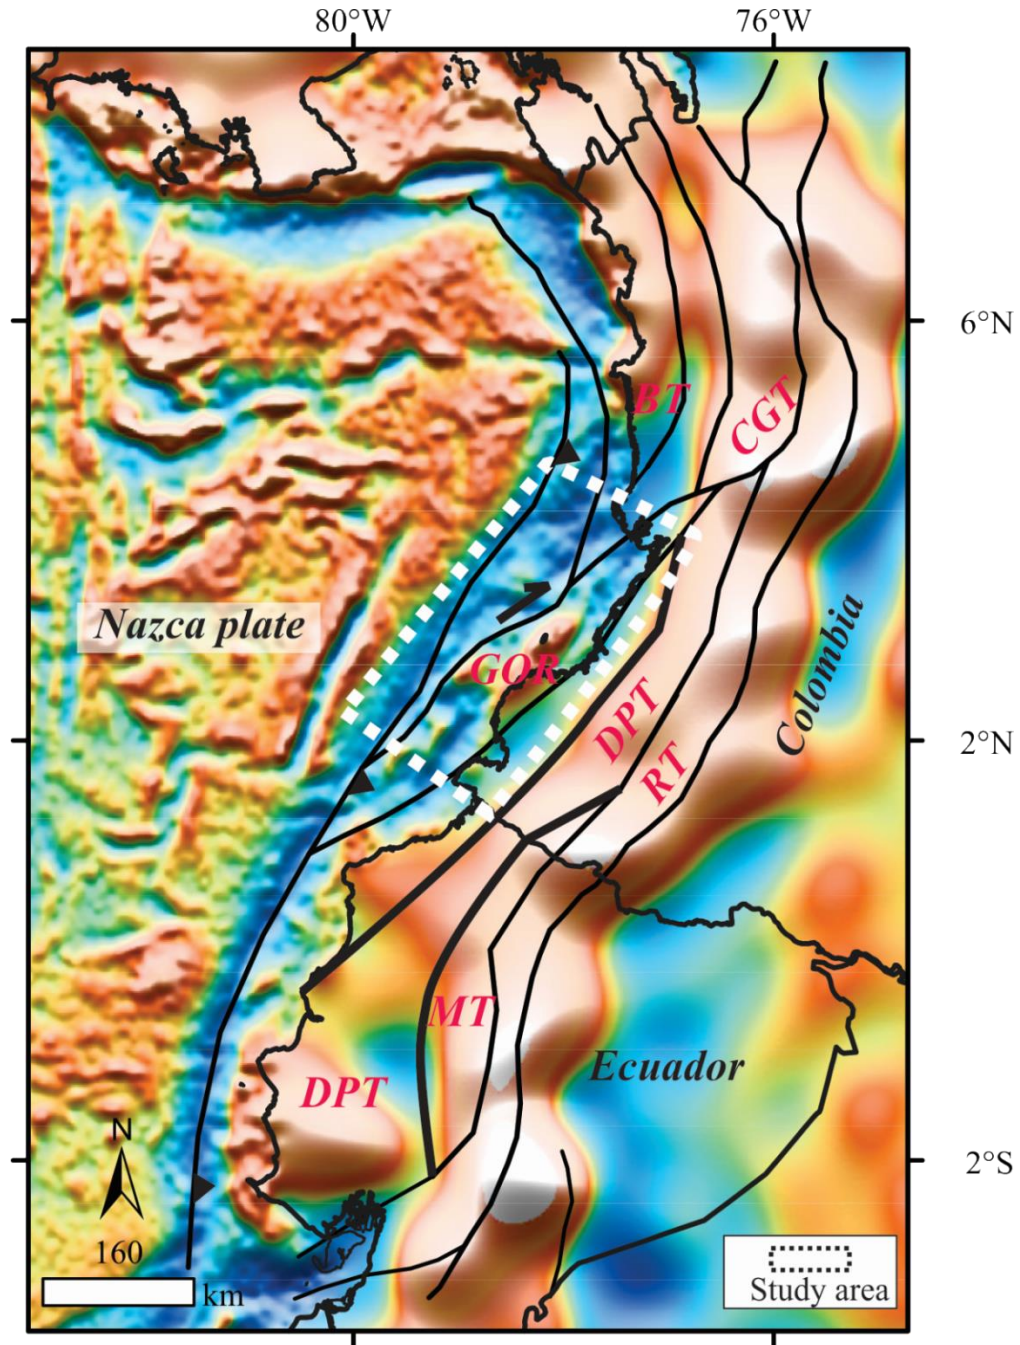 80°W
76°W
6°N
BT
CGT
Nazca plate
GOR
Colombia
DPT
2°N
RT
MT
Ecuador
DPT
N
2°S
160
km
Study area